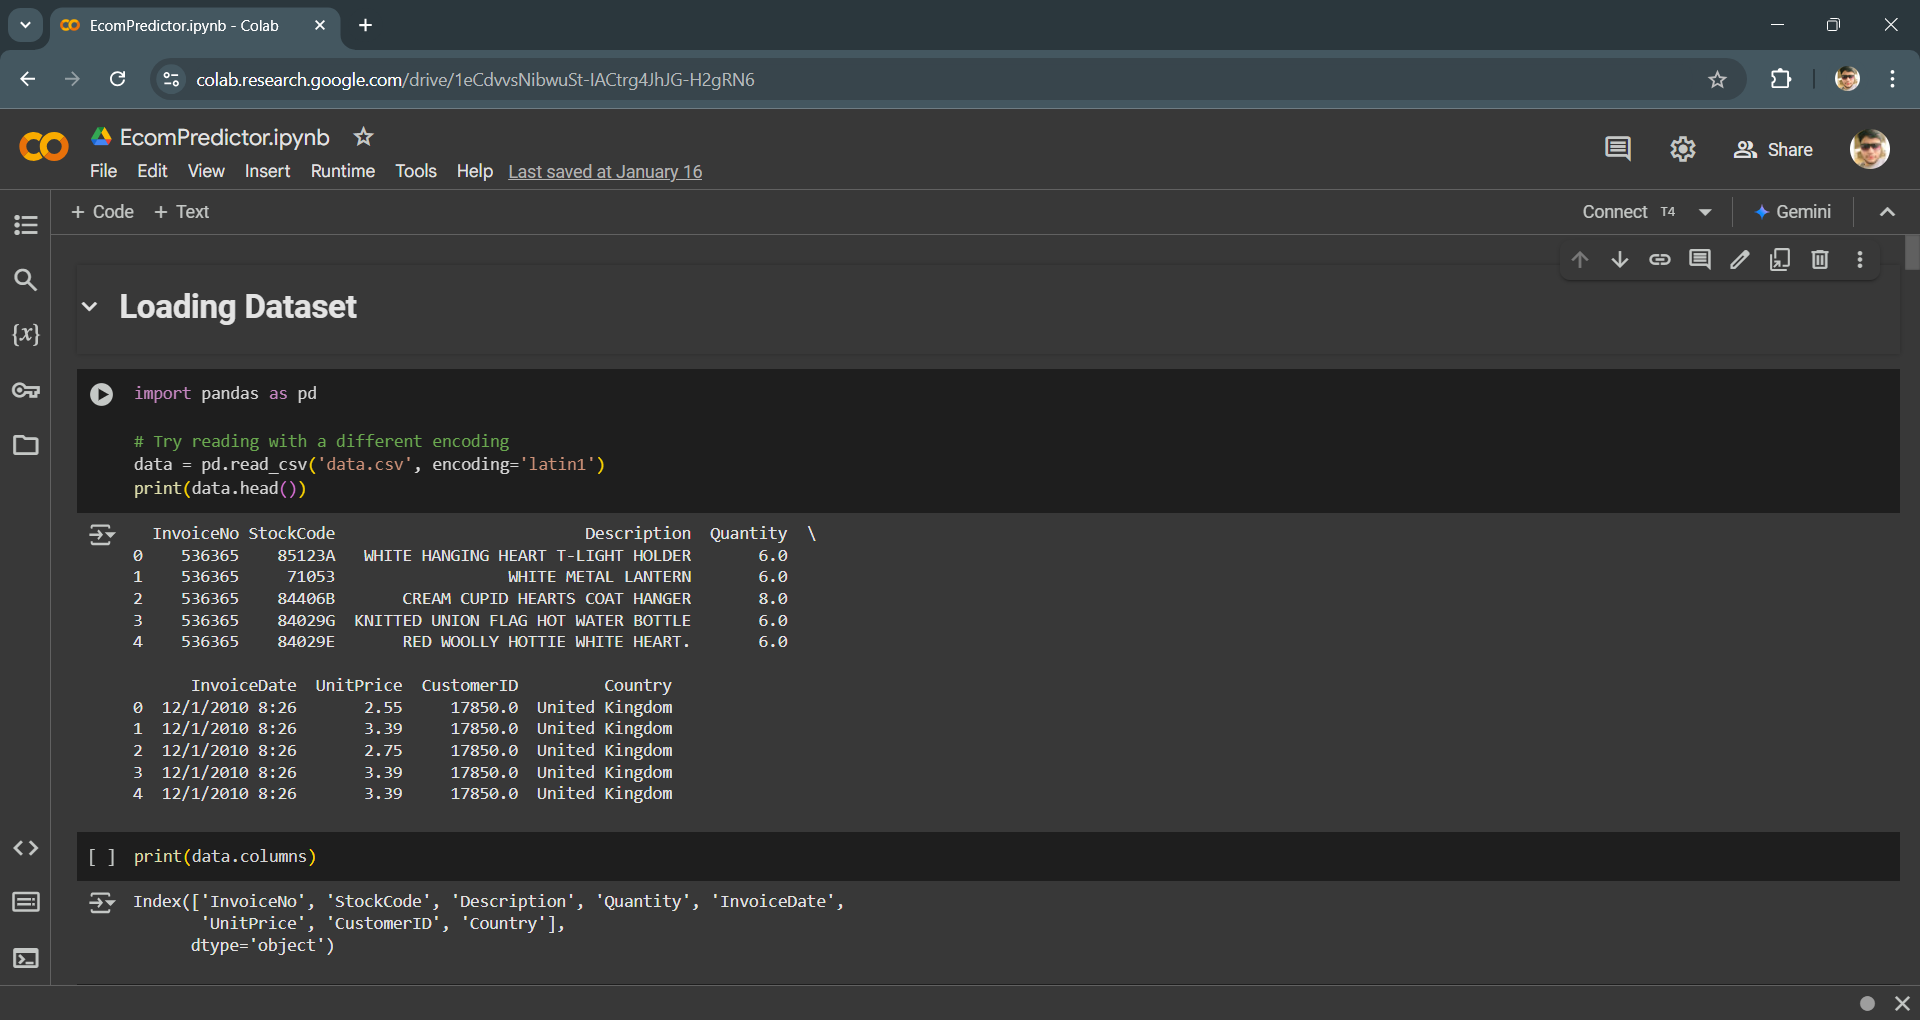 EcomPredictor.ipynb - Colab
colab.research.google.com/drive/1eCdvvsNibwuSt-IACtrg4JhJG-H2gRN6
EcomPredictor.ipynb
File Edit View Insert Runtime Tools Help Last saved at January 16
Share
+ Code + Text
Connect T4
Gemini
Loading Dataset
import pandas as pd
# Try reading with a different encoding
data = pd.read_csv('data.csv', encoding='latin1')
print(data.head())
InvoiceNo StockCode Description Quantity \
0 536365 85123A WHITE HANGING HEART T-LIGHT HOLDER 6.0
1 536365 71053 WHITE METAL LANTERN 6.0
2 536365 84406B CREAM CUPID HEARTS COAT HANGER 8.0
3 536365 84029G KNITTED UNION FLAG HOT WATER BOTTLE 6.0
4 536365 84029E RED WOOLLY HOTTIE WHITE HEART. 6.0
InvoiceDate UnitPrice CustomerID Country
0 12/1/2010 8:26 2.55 17850.0 United Kingdom
1 12/1/2010 8:26 3.39 17850.0 United Kingdom
2 12/1/2010 8:26 2.75 17850.0 United Kingdom
3 12/1/2010 8:26 3.39 17850.0 United Kingdom
4 12/1/2010 8:26 3.39 17850.0 United Kingdom
[ ] print(data.columns)
Index(['InvoiceNo', 'StockCode', 'Description', 'Quantity', 'InvoiceDate',
'UnitPrice', 'CustomerID', 'Country'],
dtype='object')